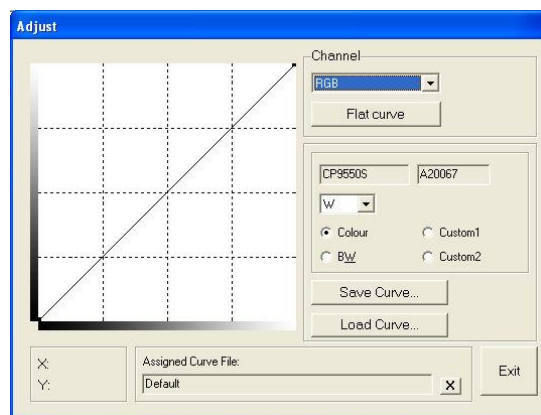 Adjust
Channel
RGB
Flat curve
CP9550S A20067
W
Colour Custom1
BW Custom2
Save Curve...
Load Curve...
X:
Y:
Assigned Curve File:
Default X
Exit